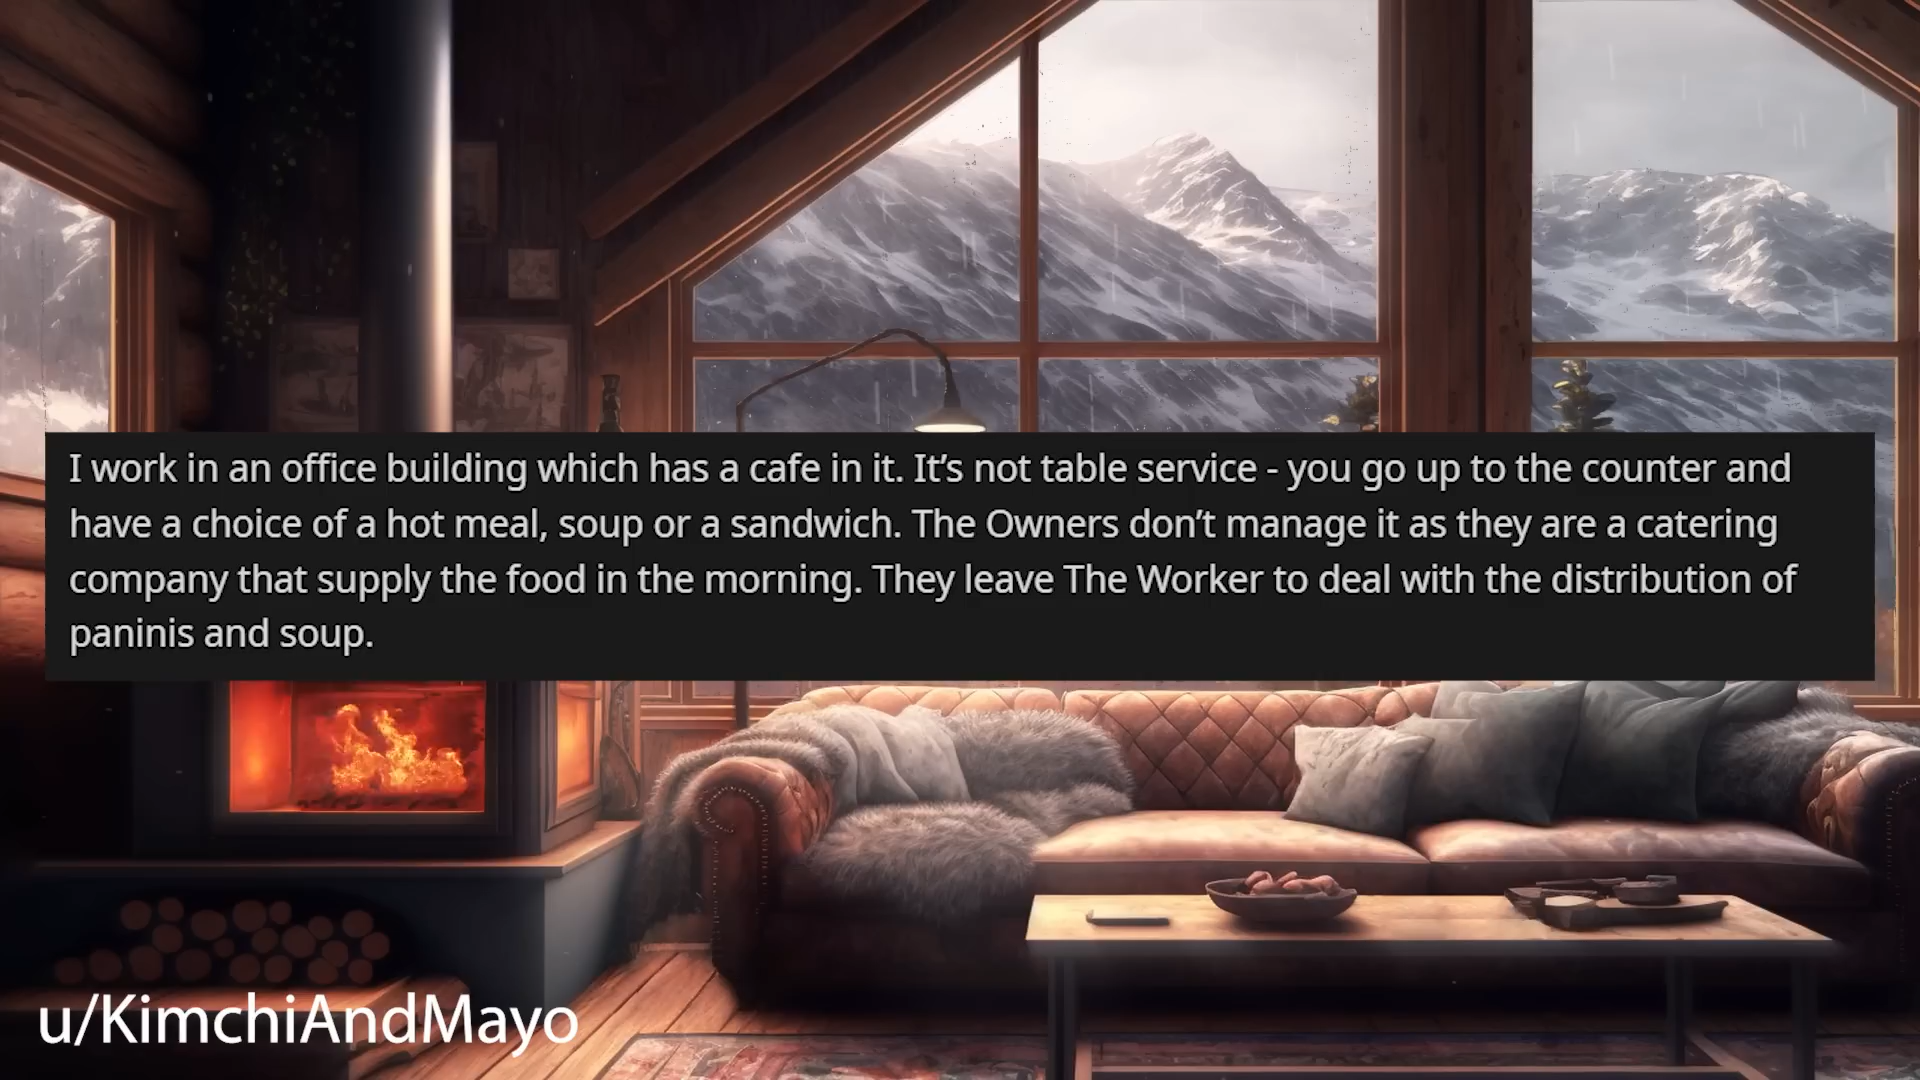 I work in an office building which has a cafe in it. It’s not table service - you go up to the counter and
have a choice of a hot meal, soup or a sandwich. The Owners don’t manage it as they are a catering
company that supply the food in the morning. They leave The Worker to deal with the distribution of
paninis and soup.
u/KimchiAndMayo